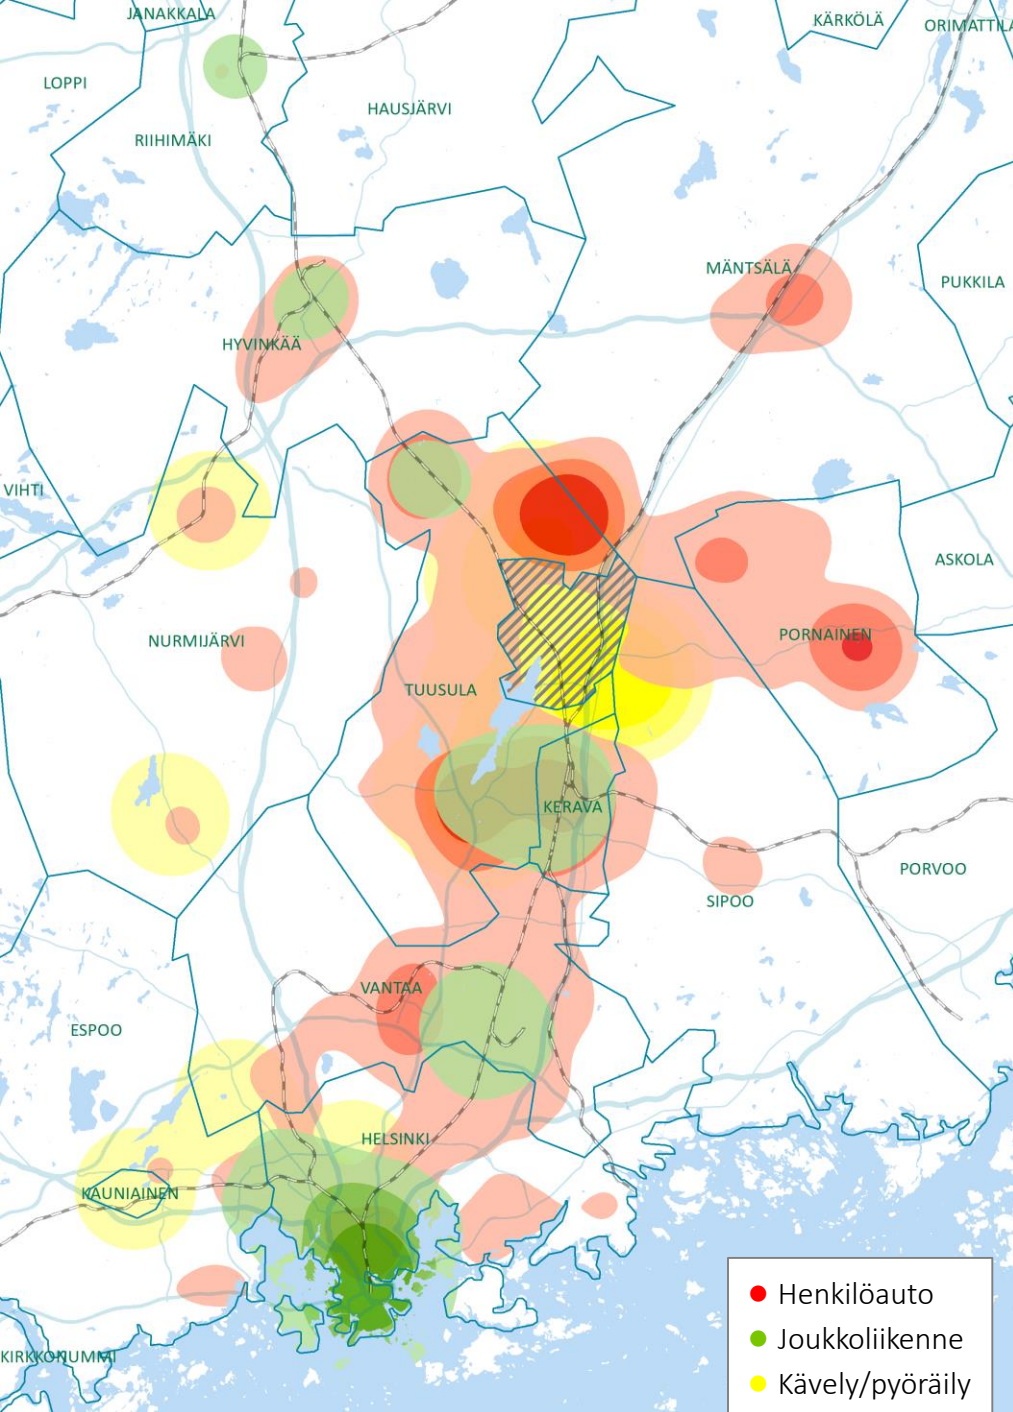 JANAKKALA
KÄRKÖLÄ
ORIMATTILA
LOPPI
HAUSJÄRVI
RIIHIMÄKI
MÄNTSÄLÄ
PUKKILA
HYVINKÄÄ
VIHTI
ASKOLA
NURMIJÄRVI
PORNAINEN
TUUSULA
KERAVA
PORVOO
SIPOO
VANTAA
ESPOO
HELSINKI
KAUNIAINEN
Henkilöauto
Joukkoliikenne
KIRKKONUMMI
Kävely/pyöräily